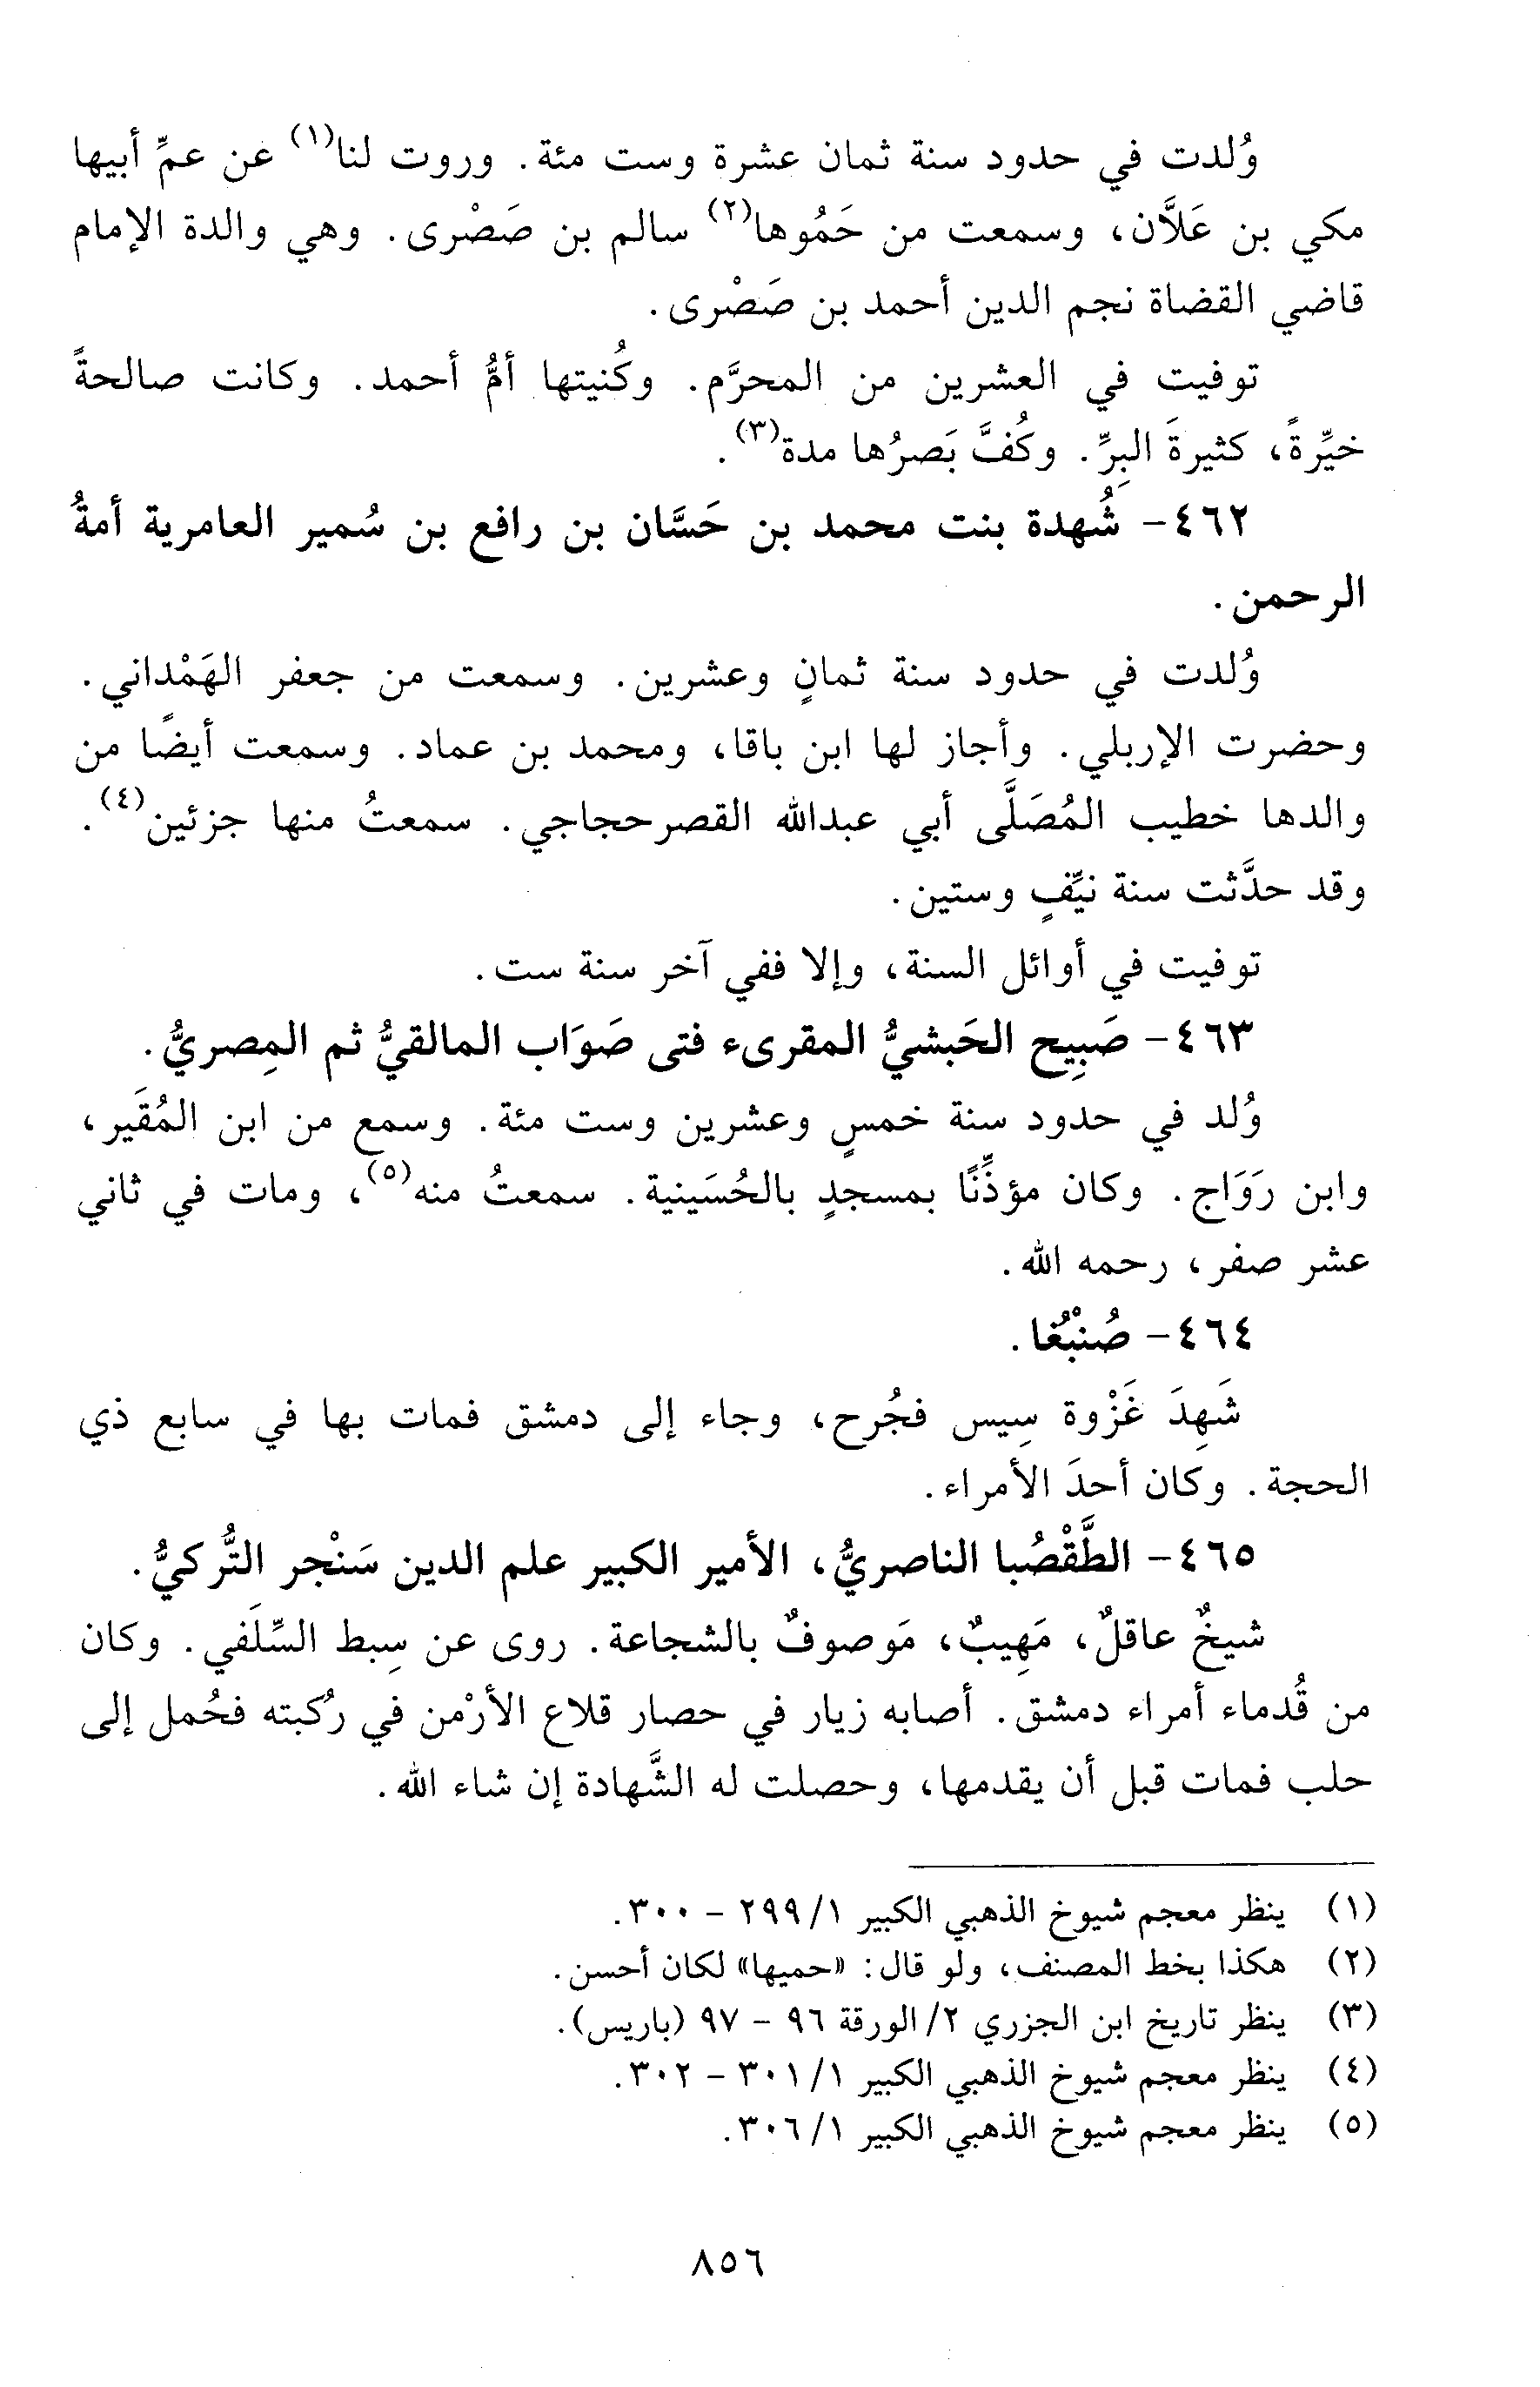 وُلدت في حدود سنة ثمان عشرة وست مئة. وروت لنا(١) عن عمِّ أبيها
مكي بن عَلاَّن، وسمعت من حَمُوها(٢) سالم بن صَصْرى. وهي والدة الإمام
قاضي القضاة نجم الدين أحمد بن صَصْرى.
توفيت في العشرين من المحرَّم. وكُنيتها أمُّ أحمد. وكانت صالحةً
خيِّرةً، كثيرةَ البِرِّ. وكُفَّ بَصرُها مدة(٣).
٤٦٢- شُهدة بنت محمد بن حَسَّان بن رافع بن سُمير العامرية أمةُ
الرحمن.
وُلدت في حدود سنة ثمانٍ وعشرين. وسمعت من جعفر الهَمْداني.
وحضرت الإربلي. وأجاز لها ابن باقا، ومحمد بن عماد. وسمعت أيضًا من
والدها خطيب المُصَلَّى أبي عبدالله القصرحجاجي. سمعتُ منها جزئين(٤).
وقد حدَّثت سنة نيِّفٍ وستين.
توفيت في أوائل السنة، وإلا ففي آخر سنة ست.
٤٦٣- صَبِيح الحَبشيُّ المقرىء فتى صَوَاب المالقيُّ ثم المِصريُّ.
وُلد في حدود سنة خمسٍ وعشرين وست مئة. وسمع من ابن المُقَير،
وابن رَوَاج. وكان مؤذِّنًا بمسجدٍ بالحُسَينية. سمعتُ منه(٥)، ومات في ثاني
عشر صفر، رحمه الله.
٤٦٤- صُنْبُغا.
شَهِدَ غَزْوة سِيس فجُرح، وجاء إلى دمشق فمات بها في سابع ذي
الحجة. وكان أحدَ الأمراء.
٤٦٥- الطَّقْصُبا الناصريُّ، الأمير الكبير علم الدين سَنْجر التُّركيُّ.
شيخٌ عاقلٌ، مَهِيبٌ، مَوصوفٌ بالشجاعة. روى عن سِبط السِّلَفي. وكان
من قُدماء أمراء دمشق. أصابه زيار في حصار قلاع الأرْمن في رُكبته فحُمل إلى
حلب فمات قبل أن يقدمها، وحصلت له الشَّهادة إن شاء الله.
(١) ينظر معجم شيوخ الذهبي الكبير ١/ ٢٩٩ - ٣٠٠.
(٢) هكذا بخط المصنف، ولو قال: «حميها» لكان أحسن.
(٣) ينظر تاريخ ابن الجزري ٢/ الورقة ٩٦ - ٩٧ (باريس).
(٤) ينظر معجم شيوخ الذهبي الكبير ١/ ٣٠١ - ٣٠٢.
(٥) ينظر معجم شيوخ الذهبي الكبير ١/ ٣٠٦.
٨٥٦